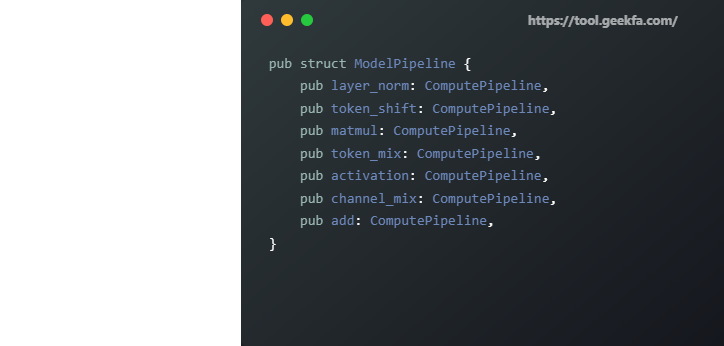 https://tool.geekfa.com/
pub struct ModelPipeline {
    pub layer_norm: ComputePipeline,
    pub token_shift: ComputePipeline,
    pub matmul: ComputePipeline,
    pub token_mix: ComputePipeline,
    pub activation: ComputePipeline,
    pub channel_mix: ComputePipeline,
    pub add: ComputePipeline,
}